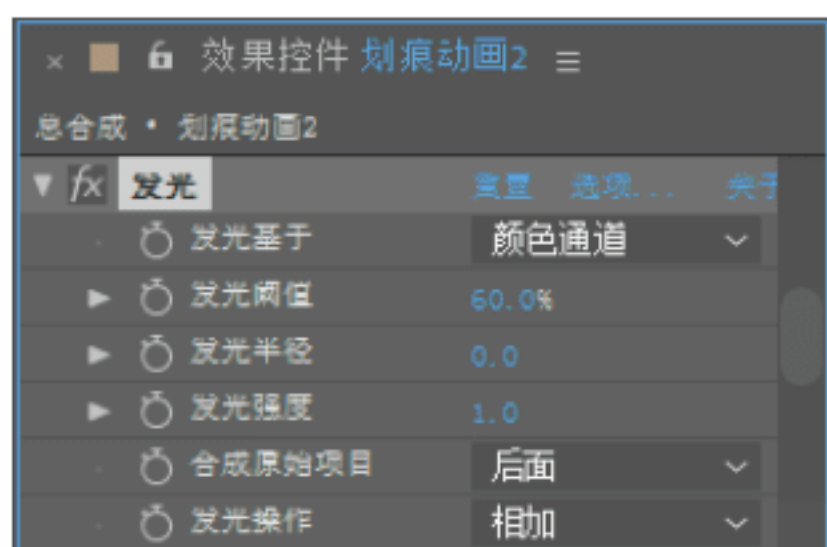 × 效果控件 划痕动画2 ≡
总合成 • 划痕动画2
fx 发光 重置 选项... 关于
发光基于 颜色通道
发光阈值 60.0%
发光半径 0.0
发光强度 1.0
合成原始项目 后面
发光操作 相加